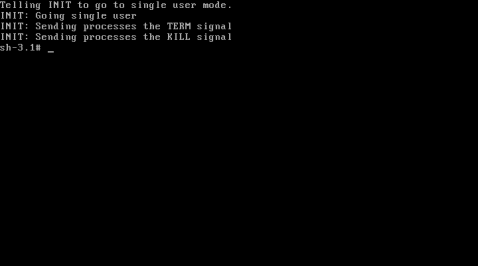 Telling INIT to go to single user mode.
INIT: Going single user
INIT: Sending processes the TERM signal
INIT: Sending processes the KILL signal
sh-3.1# _